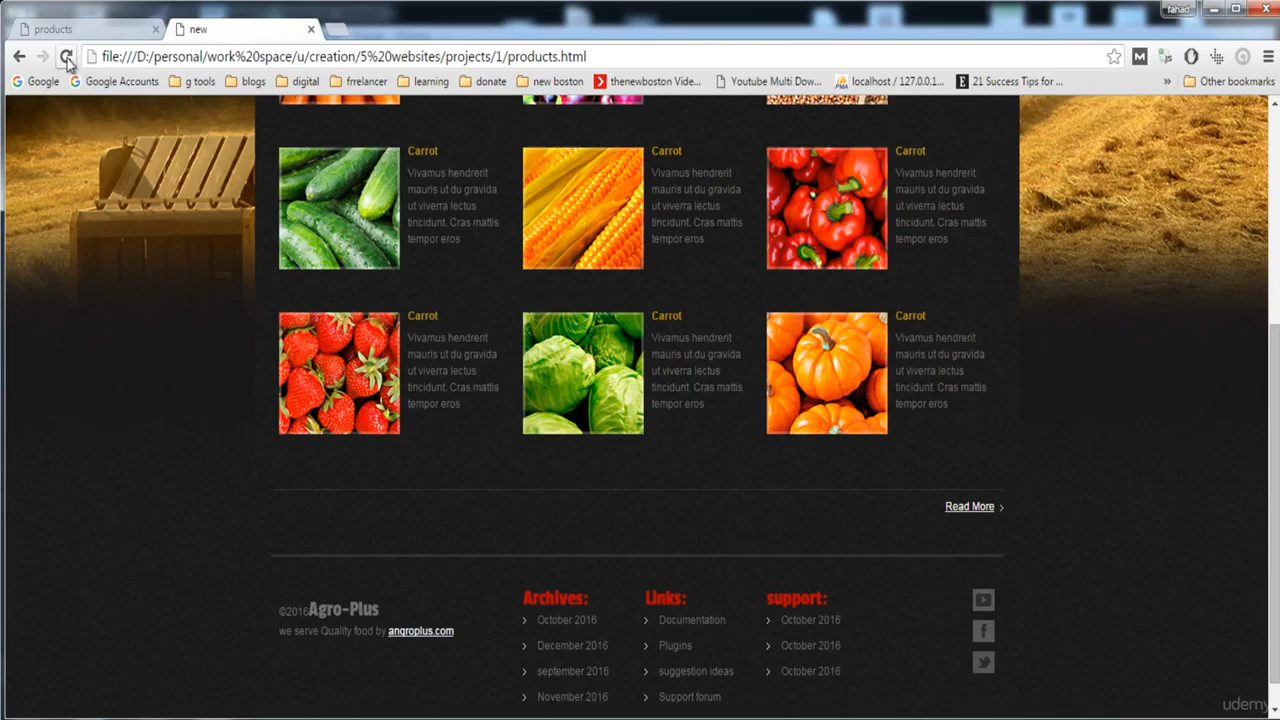 fahad
products
new
file:///D:/personal/work%20space/u/creation/5%20websites/projects/1/products.html
Google
Google Accounts
g tools
blogs
digital
frrelancer
learning
donate
new boston
thenewboston Vide...
Youtube Multi Dow...
localhost / 127.0.0.1...
21 Success Tips for ...
»
Other bookmarks
Carrot
Vivamus hendrerit
mauris ut du gravida
ut viverra lectus
tincidunt. Cras mattis
tempor eros
Carrot
Vivamus hendrerit
mauris ut du gravida
ut viverra lectus
tincidunt. Cras mattis
tempor eros
Carrot
Vivamus hendrerit
mauris ut du gravida
ut viverra lectus
tincidunt. Cras mattis
tempor eros
Carrot
Vivamus hendrerit
mauris ut du gravida
ut viverra lectus
tincidunt. Cras mattis
tempor eros
Carrot
Vivamus hendrerit
mauris ut du gravida
ut viverra lectus
tincidunt. Cras mattis
tempor eros
Carrot
Vivamus hendrerit
mauris ut du gravida
ut viverra lectus
tincidunt. Cras mattis
tempor eros
Read More
©2016 Agro-Plus
we serve Quality food by angroplus.com
Archives:
October 2016
December 2016
september 2016
November 2016
Links:
Documentation
Plugins
suggestion ideas
Support forum
support:
October 2016
October 2016
October 2016
udemy